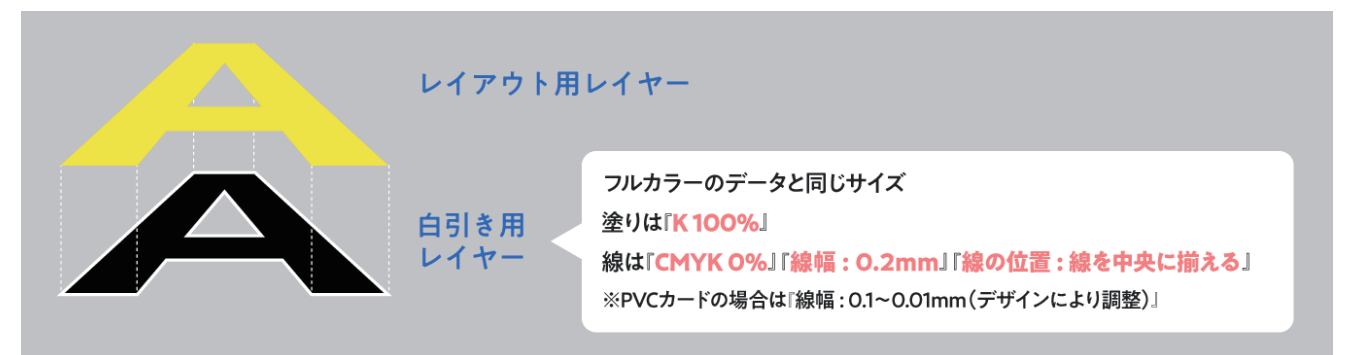 レイアウト用レイヤー
白引き用
レイヤー
フルカラーのデータと同じサイズ
塗りは『K 100%』
線は『CMYK 0%』『線幅:0.2mm』『線の位置:線を中央に揃える』
※PVCカードの場合は『線幅:0.1~0.01mm(デザインにより調整)』